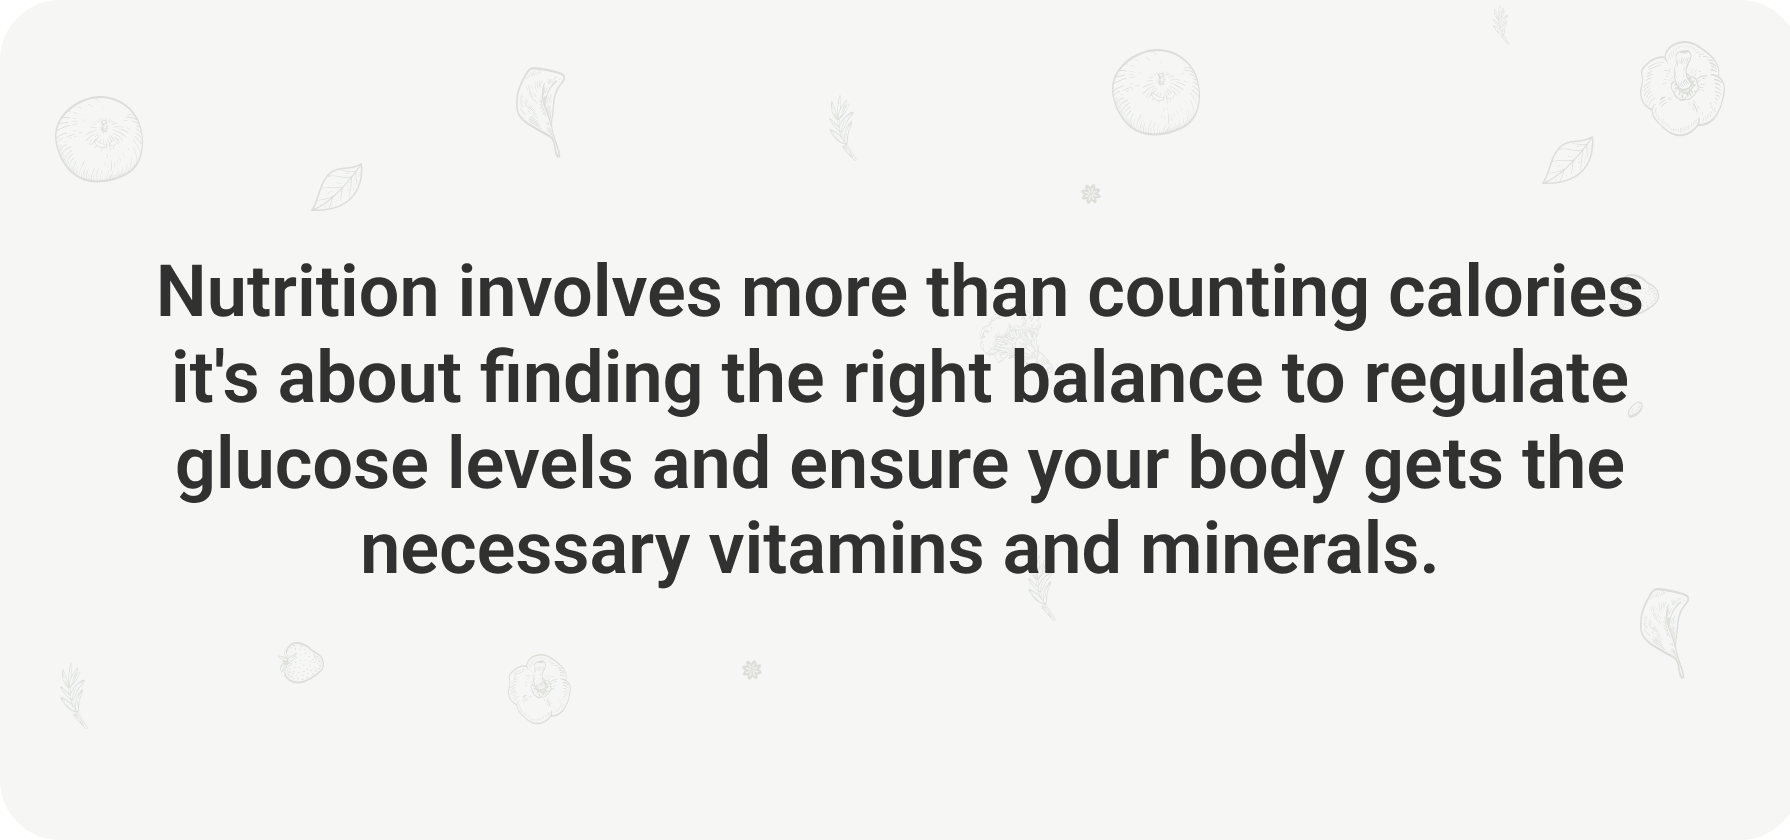 Nutrition involves more than counting calories
it's about finding the right balance to regulate
glucose levels and ensure your body gets the
necessary vitamins and minerals.